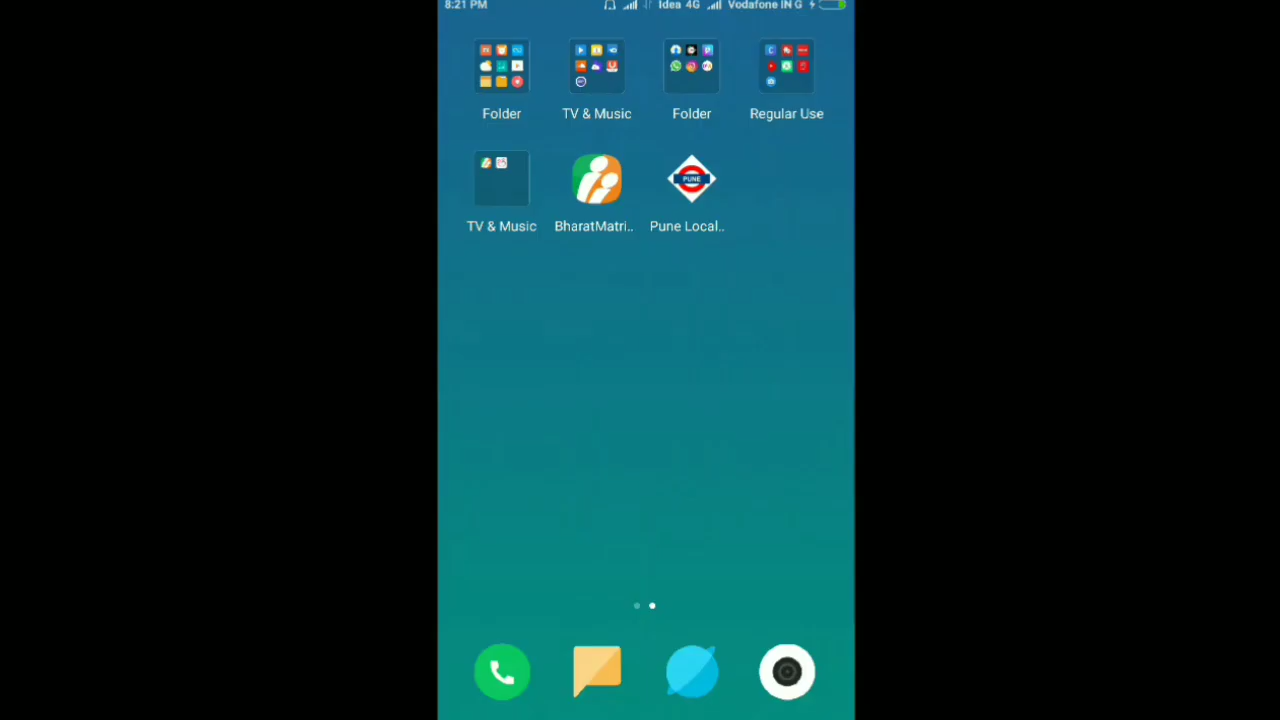 8:21 PM Idea 4G Vodafone IN G
Folder TV & Music Folder Regular Use
PUNE
TV & Music BharatMatri.. Pune Local..